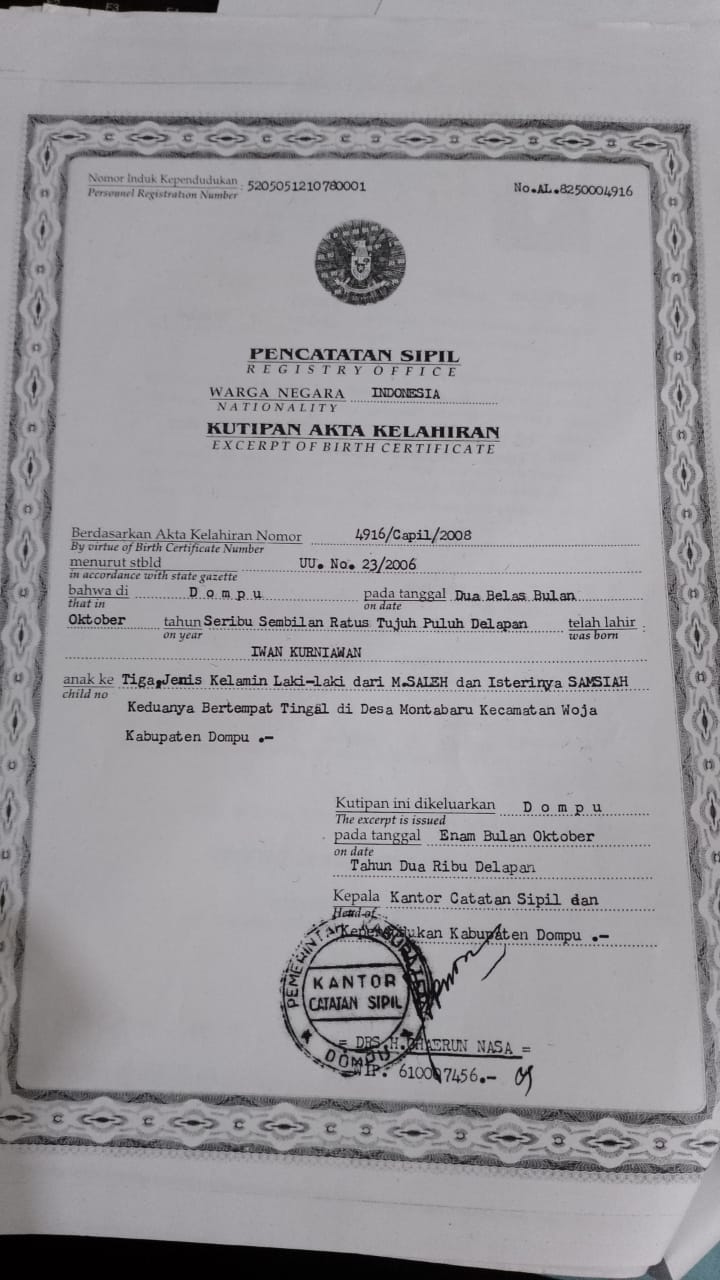 Nomor Induk Kependudukan : 5205051210780001
Personnel Registration Number
No.AL.8250004916
PENCATATAN SIPIL
REGISTRY OFFICE
WARGA NEGARA INDONESIA
NATIONALITY
KUTIPAN AKTA KELAHIRAN
EXCERPT OF BIRTH CERTIFICATE
Berdasarkan Akta Kelahiran Nomor 4916/Capil/2008
By virtue of Birth Certificate Number
menurut stbld UU. No. 23/2006
in accordance with state gazette
bahwa di D o m p u pada tanggal Dua Belas Bulan
that in on date
Oktober tahun Seribu Sembilan Ratus Tujuh Puluh Delapan telah lahir :
on year was born
IWAN KURNIAWAN
anak ke Tiga,Jenis Kelamin Laki-laki dari M.SALEH dan Isterinya SAMSIAH
child no
Keduanya Bertempat Tingal di Desa Montabaru Kecamatan Woja
Kabupaten Dompu .-
Kutipan ini dikeluarkan D o m p u
The excerpt is issued
pada tanggal Enam Bulan Oktober
on date
Tahun Dua Ribu Delapan
Kepala Kantor Catatan Sipil dan
Head of
Kependudukan Kabupaten Dompu .-
PEMERINTAH KABUPATEN
KANTOR
CATATAN SIPIL
DOMPU
= DRS.H. CHAERUN NASA =
NIP. 610007456.-